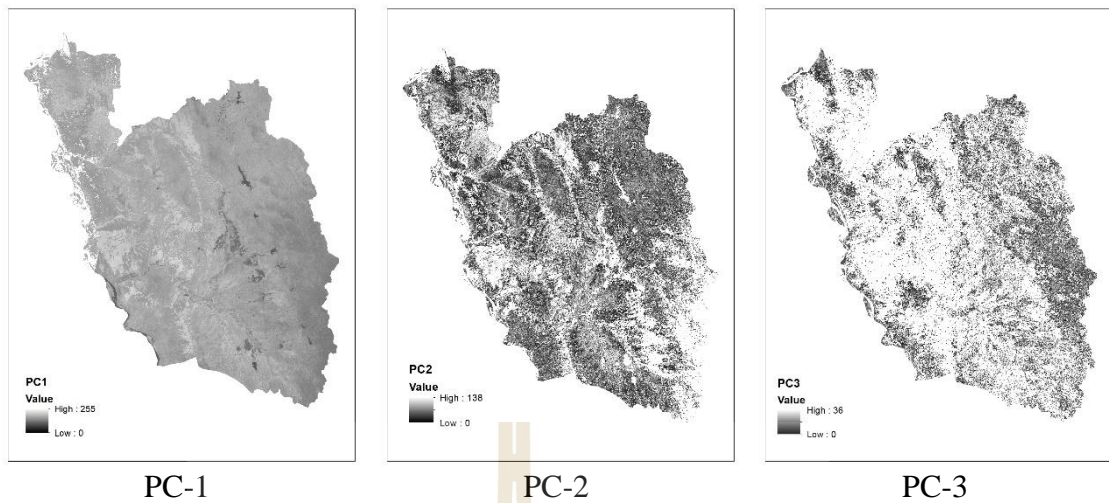 PC1
Value
High : 255
Low : 0
PC2
Value
High : 138
Low : 0
PC3
Value
High : 36
Low : 0
PC-1
PC-2
PC-3